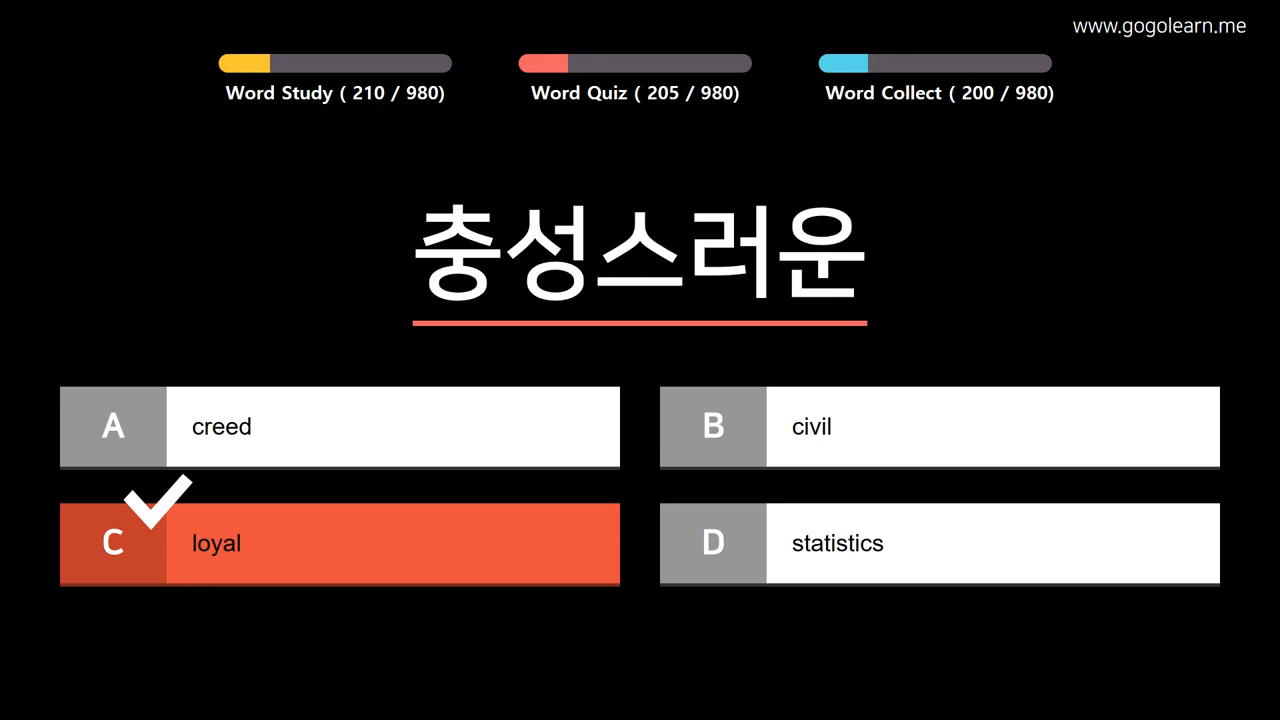 www.gogolearn.me
Word Study ( 210 / 980)
Word Quiz ( 205 / 980)
Word Collect ( 200 / 980)
충성스러운
A creed
B civil
C loyal
D statistics